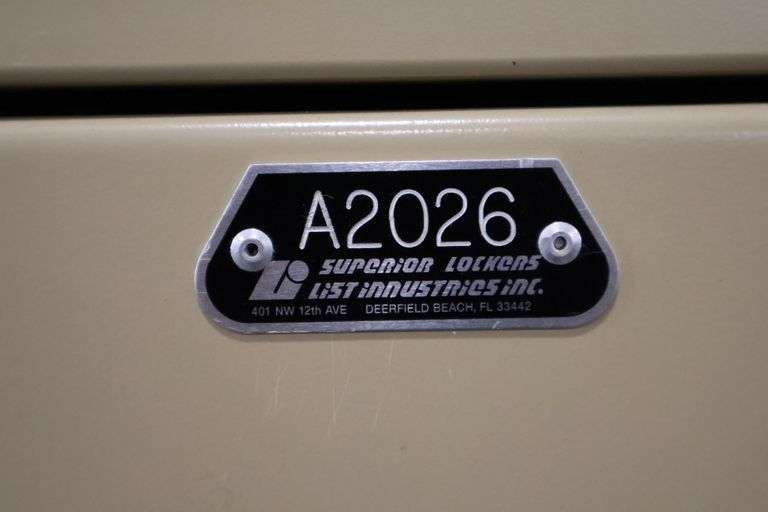 A2026
SUPERIOR LOCKERS
LIST INDUSTRIES INC.
401 NW 12th AVE DEERFIELD BEACH, FL 33442